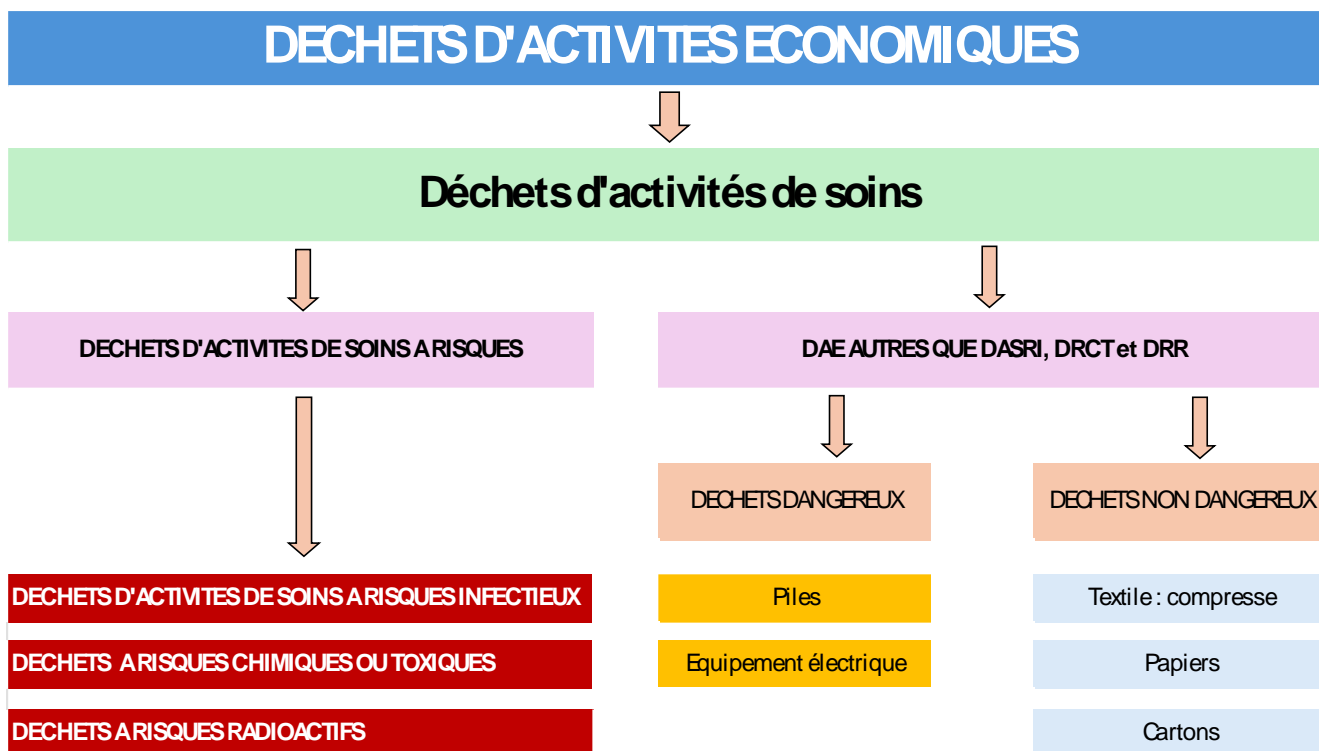 DECHETS D'ACTIVITES ECONOMIQUES
Déchets d'activités de soins
DECHETS D'ACTIVITES DE SOINS A RISQUES
DAE AUTRES QUE DASRI, DRCT et DRR
DECHETS DANGEREUX
DECHETS NON DANGEREUX
DECHETS D'ACTIVITES DE SOINS A RISQUES INFECTIEUX
Piles
Textile : compresse
DECHETS A RISQUES CHIMIQUES OU TOXIQUES
Equipement électrique
Papiers
DECHETS A RISQUES RADIOACTIFS
Cartons